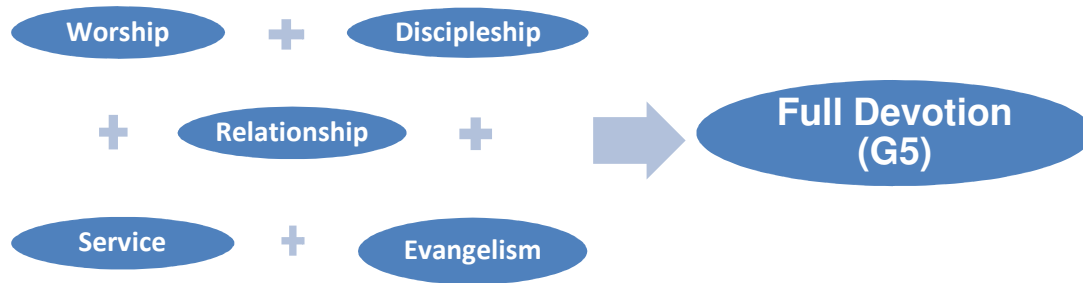 Worship
Discipleship
Relationship
Full Devotion
(G5)
Service
Evangelism